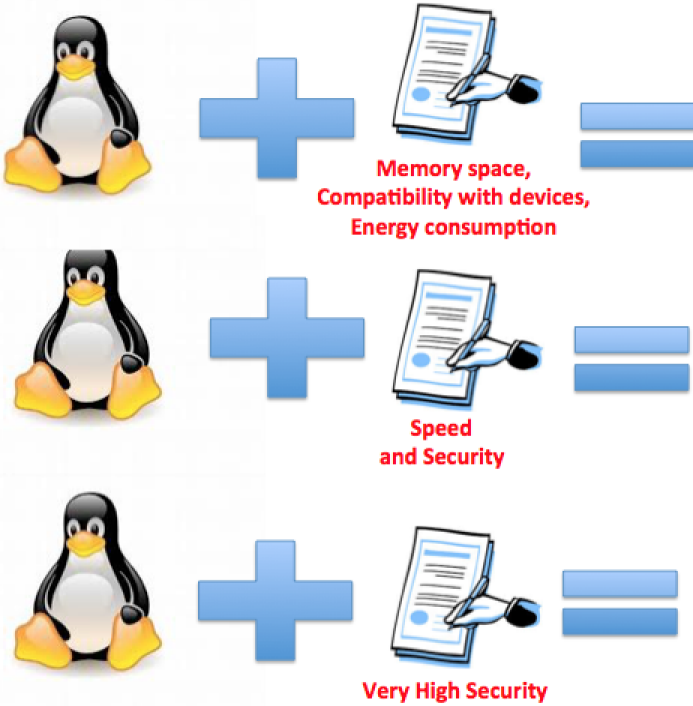 Memory space,
Compatibility with devices,
Energy consumption
Speed
and Security
Very High Security